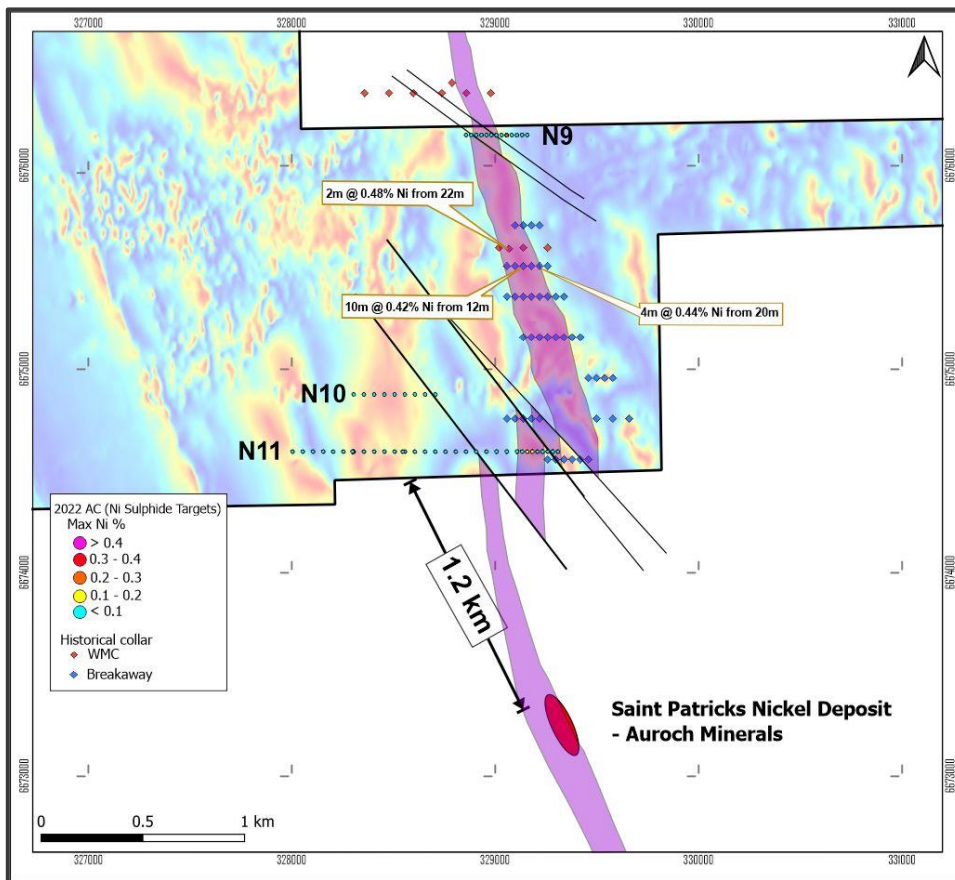 327000
328000
329000
330000
331000
6676000
6676000
N9
2m @ 0.48% Ni from 22m
10m @ 0.42% Ni from 12m
4m @ 0.44% Ni from 20m
6675000
6675000
N10
N11
2022 AC (Ni Sulphide Targets)
Max Ni %
> 0.4
0.3 - 0.4
0.2 - 0.3
0.1 - 0.2
< 0.1
Historical collar
WMC
Breakaway
6674000
6674000
1.2 km
Saint Patricks Nickel Deposit
- Auroch Minerals
6673000
6673000
0
0.5
1 km
327000
328000
329000
330000
331000